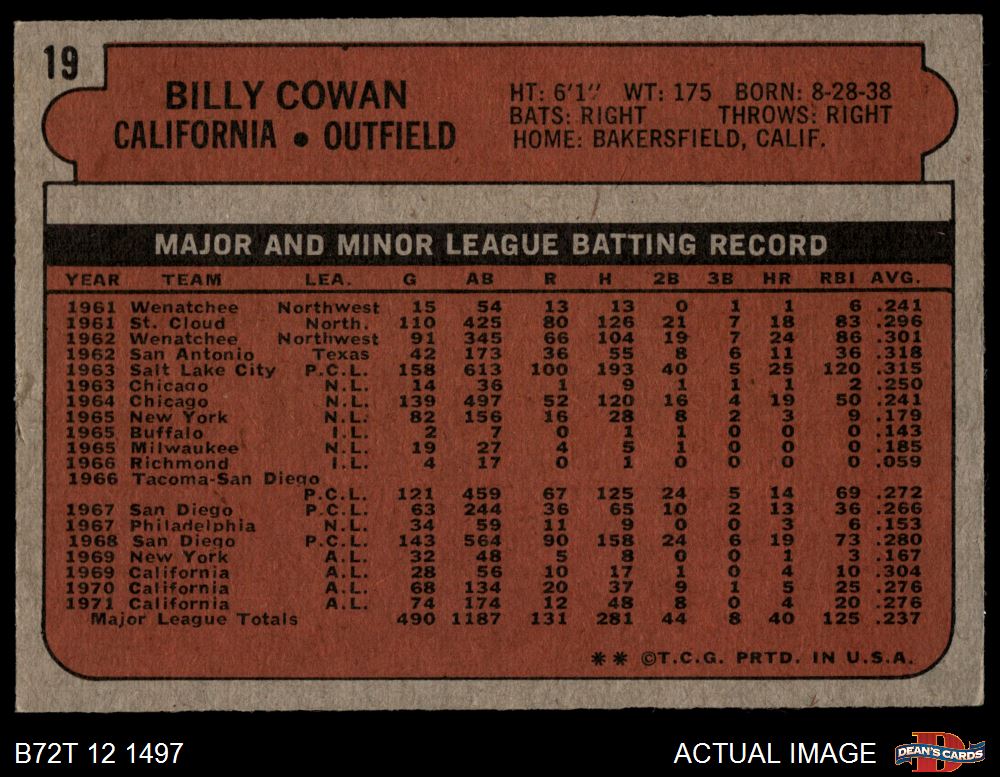 19
BILLY COWAN
CALIFORNIA • OUTFIELD
HT: 6'1" WT: 175 BORN: 8-28-38
BATS: RIGHT THROWS: RIGHT
HOME: BAKERSFIELD, CALIF.
MAJOR AND MINOR LEAGUE BATTING RECORD
YEAR TEAM LEA. G AB R H 2B 3B HR RBI AVG.
1961 Wenatchee Northwest 15 54 13 13 0 1 1 6 .241
1961 St. Cloud North. 110 425 80 126 21 7 18 83 .296
1962 Wenatchee Northwest 91 345 66 104 19 7 24 86 .301
1962 San Antonio Texas 42 173 36 55 8 6 11 36 .318
1963 Salt Lake City P.C.L. 158 613 100 193 40 5 25 120 .315
1963 Chicago N.L. 14 36 1 9 1 1 1 2 .250
1964 Chicago N.L. 139 497 52 120 16 4 19 50 .241
1965 New York N.L. 82 156 16 28 8 2 3 9 .179
1965 Buffalo I.L. 2 7 0 1 1 0 0 0 .143
1965 Milwaukee N.L. 19 27 4 5 1 0 0 0 .185
1966 Richmond I.L. 4 17 0 1 0 0 0 0 .059
1966 Tacoma-San Diego
P.C.L. 121 459 67 125 24 5 14 69 .272
1967 San Diego P.C.L. 63 244 36 65 10 2 13 36 .266
1967 Philadelphia N.L. 34 59 11 9 0 0 3 6 .153
1968 San Diego P.C.L. 143 564 90 158 24 6 19 73 .280
1969 New York A.L. 32 48 5 8 0 0 1 3 .167
1969 California A.L. 28 56 10 17 1 0 4 10 .304
1970 California A.L. 68 134 20 37 9 1 5 25 .276
1971 California A.L. 74 174 12 48 8 0 4 20 .276
Major League Totals 490 1187 131 281 44 8 40 125 .237
** ©T.C.G. PRTD. IN U.S.A.
B72T 12 1497
ACTUAL IMAGE
DEAN'S CARDS